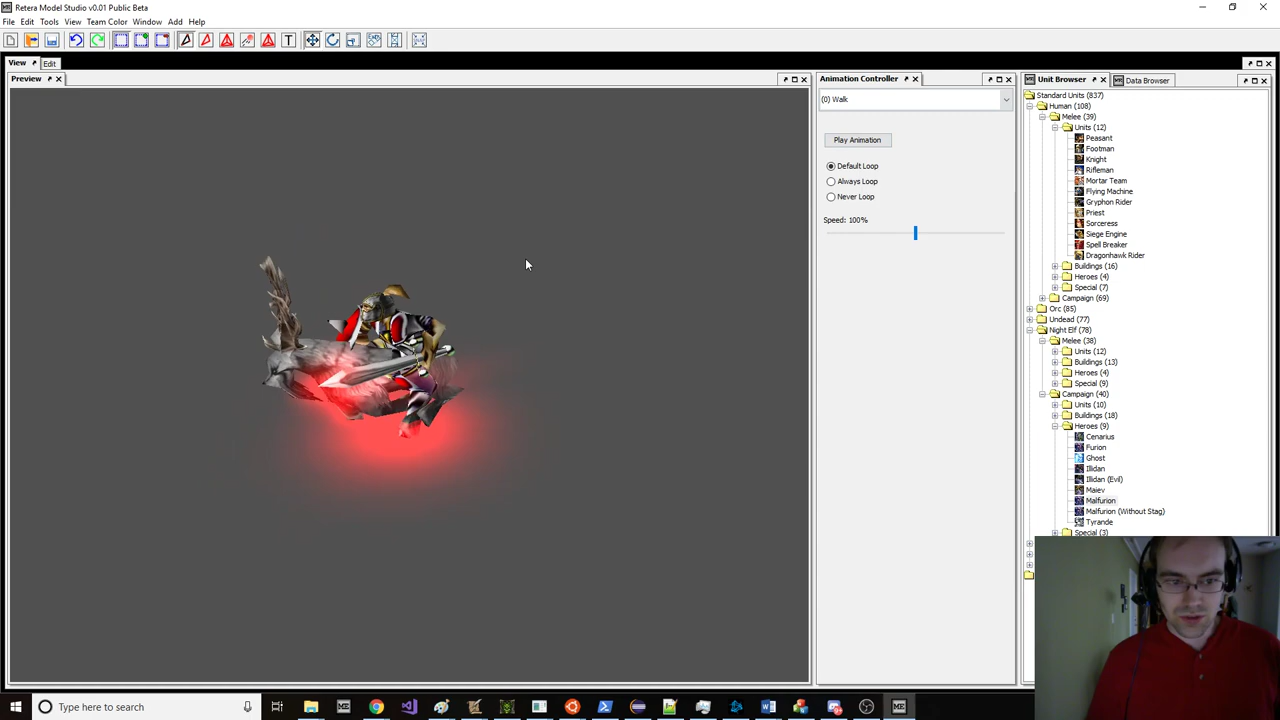 Retera Model Studio v0.01 Public Beta
File Edit Tools View Team Color Window Add Help
View Edit
Preview
Animation Controller
Unit Browser Data Browser
(0) Walk
Play Animation
Default Loop
Always Loop
Never Loop
Speed: 100%
Standard Units (837)
Human (108)
Melee (39)
Units (12)
Peasant
Footman
Knight
Rifleman
Mortar Team
Flying Machine
Gryphon Rider
Priest
Sorceress
Siege Engine
Spell Breaker
Dragonhawk Rider
Buildings (16)
Heroes (4)
Special (7)
Campaign (69)
Orc (85)
Undead (77)
Night Elf (78)
Melee (38)
Units (12)
Buildings (13)
Heroes (4)
Special (9)
Campaign (40)
Units (10)
Buildings (18)
Heroes (9)
Cenarius
Furion
Ghost
Illidan
Illidan (Evil)
Maiev
Malfurion
Malfurion (Without Stag)
Tyrande
Special (3)
Type here to search